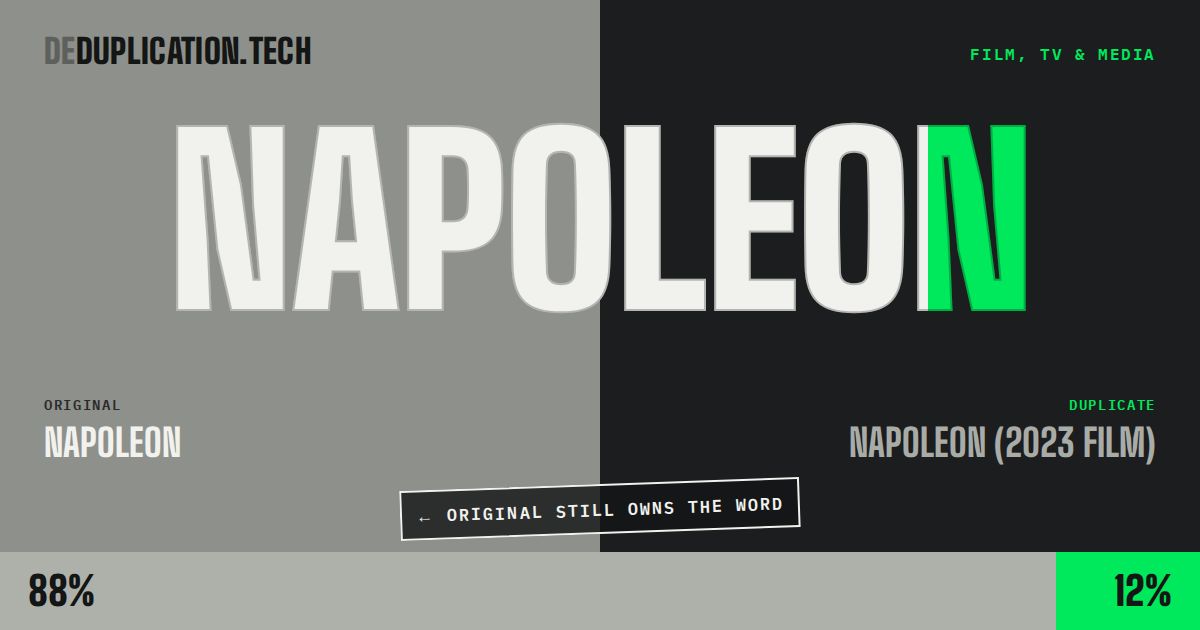 DEDUPLICATION.TECH
FILM, TV & MEDIA
NAPOLEON
ORIGINAL
NAPOLEON
DUPLICATE
NAPOLEON (2023 FILM)
← ORIGINAL STILL OWNS THE WORD
88%
12%